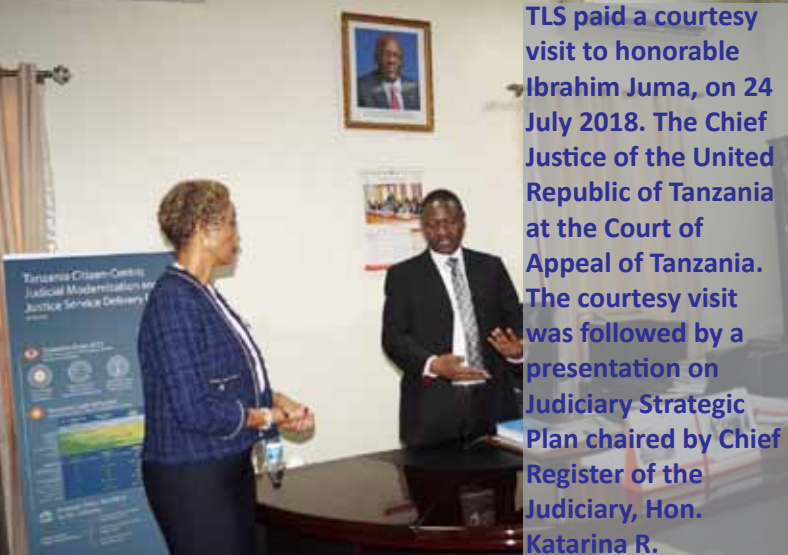 TLS paid a courtesy
visit to honorable
Ibrahim Juma, on 24
July 2018. The Chief
Justice of the United
Republic of Tanzania
at the Court of
Appeal of Tanzania.
The courtesy visit
was followed by a
presentation on
Judiciary Strategic
Plan chaired by Chief
Register of the
Judiciary, Hon.
Katarina R.
Tanzania Citizen-Centric
Judicial Modernisation and
Justice Service Delivery